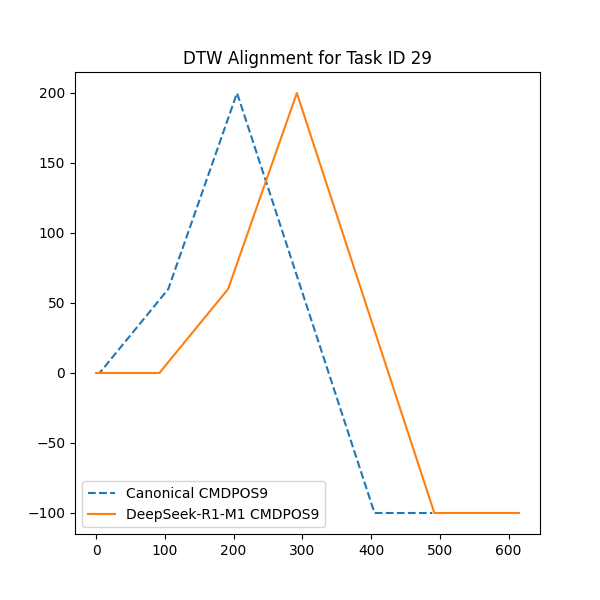 DTW Alignment for Task ID 29
200
150
100
50
0
−50
−100
Canonical CMDPOS9
DeepSeek-R1-M1 CMDPOS9
0 100 200 300 400 500 600